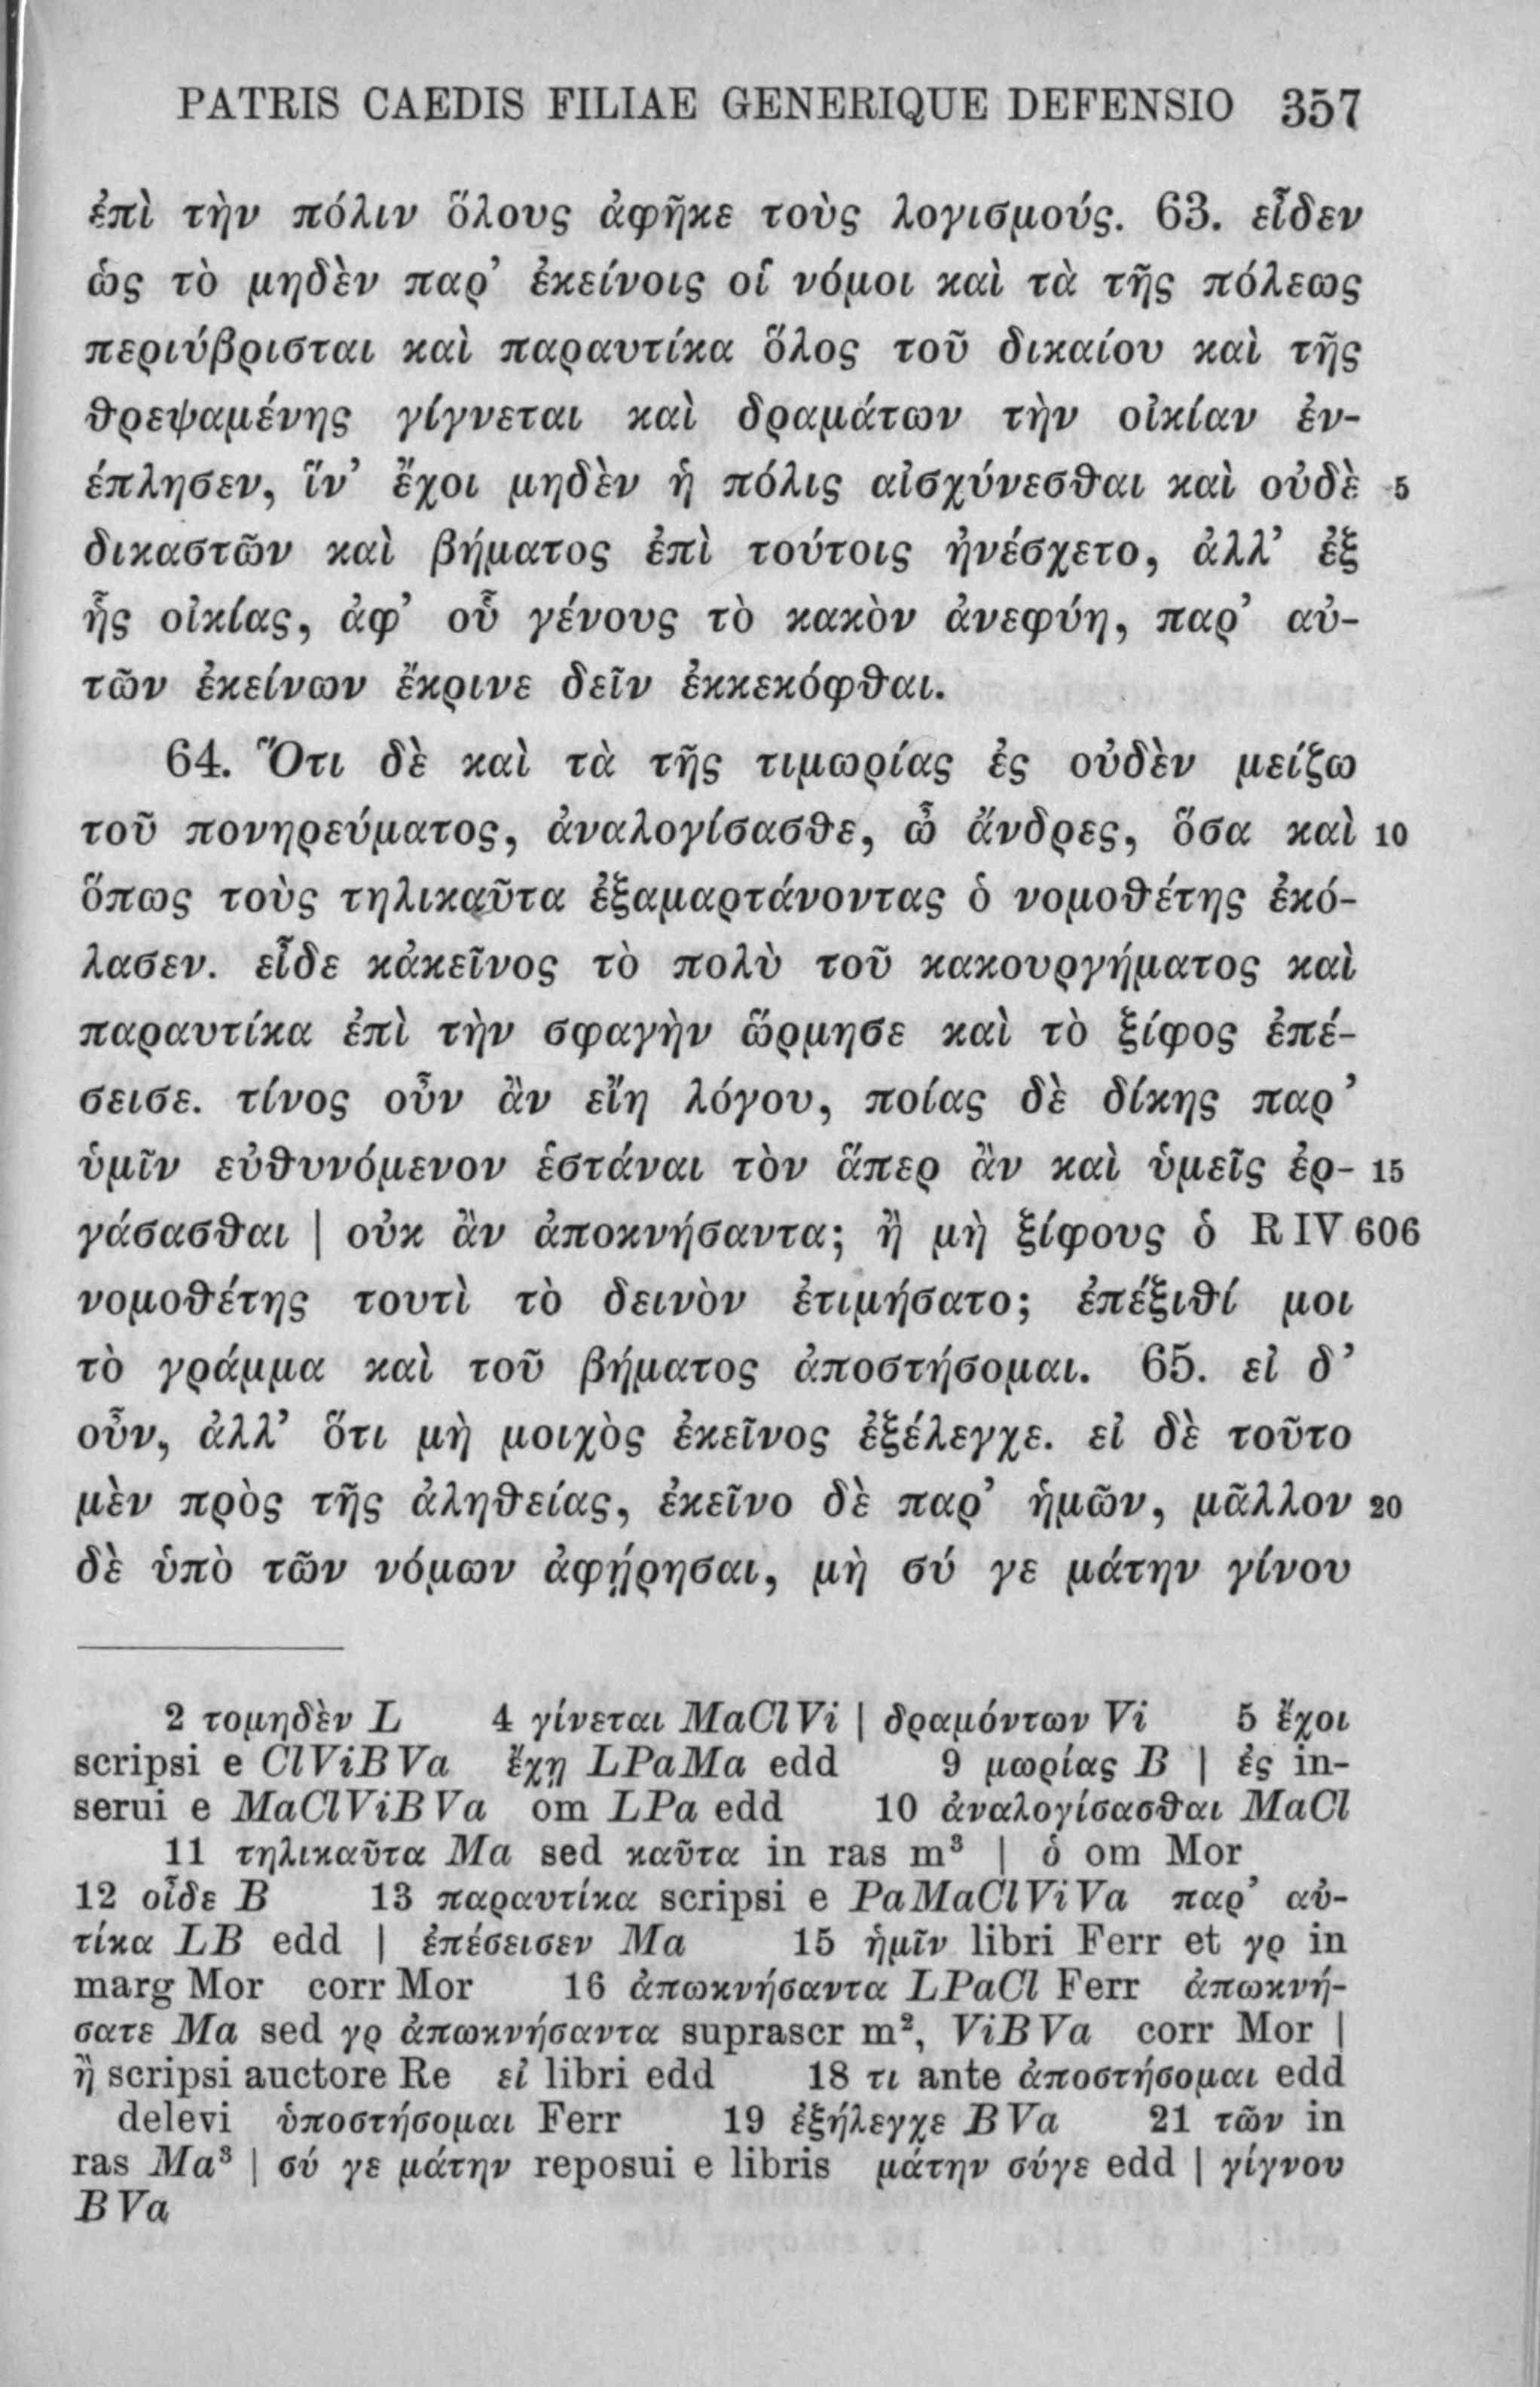 PATRIS CAEDIS FILIAE GENERIQUE DEFENSIO 357
ἐπὶ τὴν πόλιν ὅλους ἀφῆκε τοὺς λογισμούς. 63. εἶδεν
ὡς τὸ μηδὲν παρ’ ἐκείνοις οἱ νόμοι καὶ τὰ τῆς πόλεως
περιύβρισται καὶ παραυτίκα ὅλος τοῦ δικαίου καὶ τῆς
θρεψαμένης γίγνεται καὶ δραμάτων τὴν οἰκίαν ἐν-
έπλησεν, ἵν’ ἔχοι μηδὲν ἡ πόλις αἰσχύνεσθαι καὶ οὐδὲ 5
δικαστῶν καὶ βήματος ἐπὶ τούτοις ἠνέσχετο, ἀλλ’ ἐξ
ἧς οἰκίας, ἀφ’ οὗ γένους τὸ κακὸν ἀνεφύη, παρ’ αὐ-
τῶν ἐκείνων ἔκρινε δεῖν ἐκκεκόφθαι.
64. Ὅτι δὲ καὶ τὰ τῆς τιμωρίας ἐς οὐδὲν μείζω
τοῦ πονηρεύματος, ἀναλογίσασθε, ὦ ἄνδρες, ὅσα καὶ 10
ὅπως τοὺς τηλικαῦτα ἐξαμαρτάνοντας ὁ νομοθέτης ἐκό-
λασεν. εἶδε κἀκεῖνος τὸ πολὺ τοῦ κακουργήματος καὶ
παραυτίκα ἐπὶ τὴν σφαγὴν ὥρμησε καὶ τὸ ξίφος ἐπέ-
σεισε. τίνος οὖν ἂν εἴη λόγου, ποίας δὲ δίκης παρ’
ὑμῖν εὐθυνόμενον ἑστάναι τὸν ἅπερ ἂν καὶ ὑμεῖς ἐρ- 15
γάσασθαι | οὐκ ἂν ἀποκνήσαντα; ἢ μὴ ξίφους ὁ R IV 606
νομοθέτης τουτὶ τὸ δεινὸν ἐτιμήσατο; ἐπέξιθί μοι
τὸ γράμμα καὶ τοῦ βήματος ἀποστήσομαι. 65. εἰ δ’
οὖν, ἀλλ’ ὅτι μὴ μοιχὸς ἐκεῖνος ἐξέλεγχε. εἰ δὲ τοῦτο
μὲν πρὸς τῆς ἀληθείας, ἐκεῖνο δὲ παρ’ ἡμῶν, μᾶλλον 20
δὲ ὑπὸ τῶν νόμων ἀφῄρησαι, μὴ σύ γε μάτην γίνου
2 τομηδὲν L 4 γίνεται MaClVi | δραμόντων Vi 5 ἔχοι
scripsi e ClViBVa ἔχῃ LPaMa edd 9 μωρίας B | ἐς in-
serui e MaClViBVa om LPa edd 10 ἀναλογίσασθαι MaCl
11 τηλικαῦτα Ma sed καῦτα in ras m³ | ὁ om Mor
12 οἶδε B 13 παραυτίκα scripsi e PaMaClViVa παρ’ αὐ-
τίκα LB edd | ἐπέσεισεν Ma 15 ἡμῖν libri Ferr et γρ in
marg Mor corr Mor 16 ἀπωκνήσαντα LPaCl Ferr ἀπωκνή-
σατε Ma sed γρ ἀπωκνήσαντα suprascr m², ViBVa corr Mor |
ἢ scripsi auctore Re εἰ libri edd 18 τι ante ἀποστήσομαι edd
delevi ὑποστήσομαι Ferr 19 ἐξήλεγχε BVa 21 τῶν in
ras Ma³ | σύ γε μάτην reposui e libris μάτην σύγε edd | γίγνου
BVa